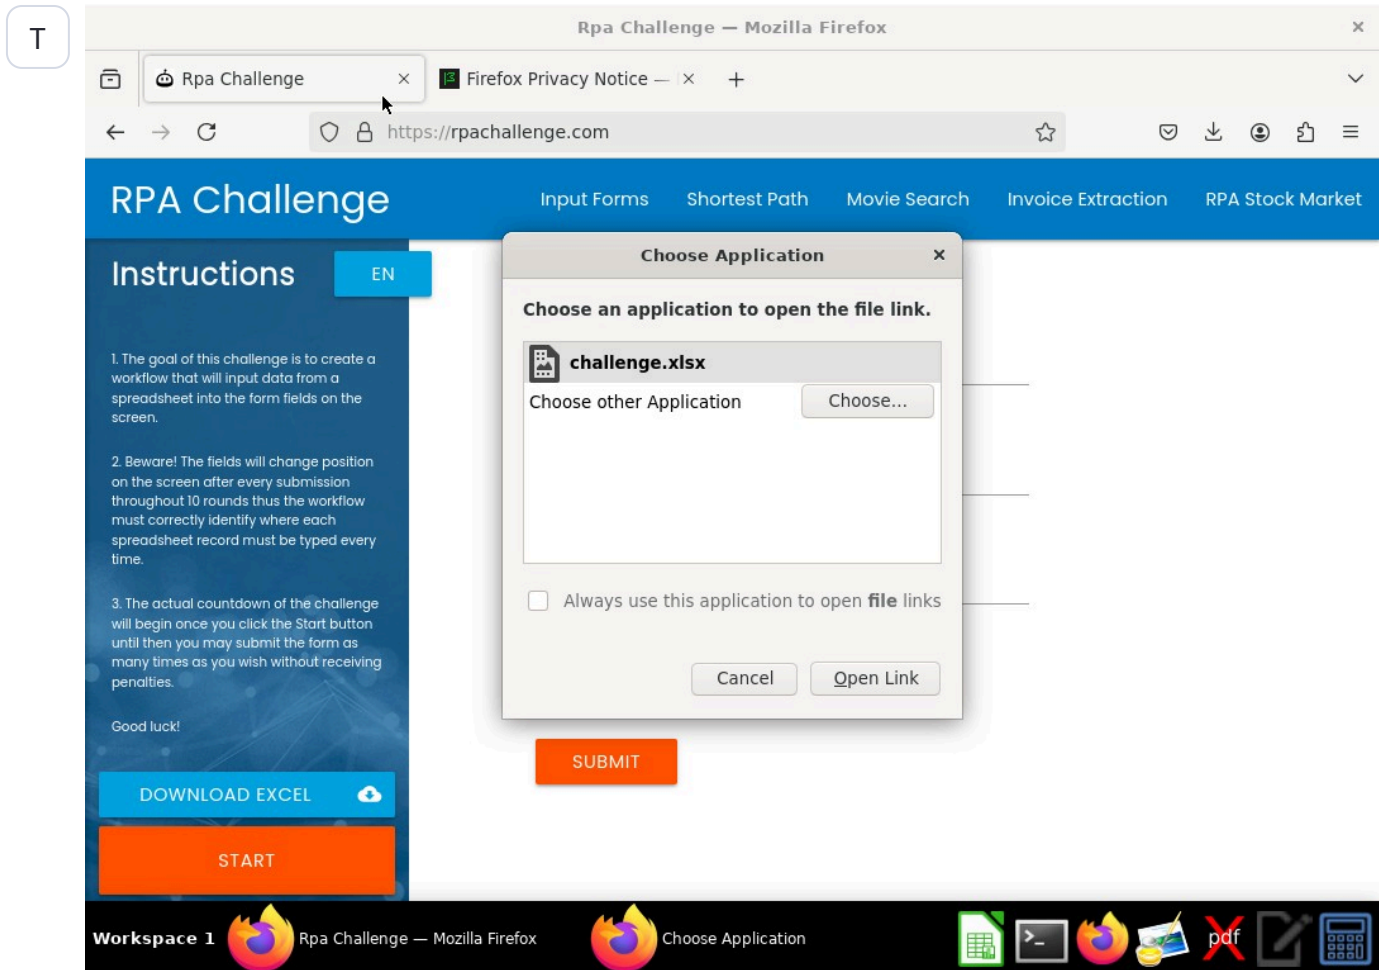 T
Rpa Challenge — Mozilla Firefox
Rpa Challenge
Firefox Privacy Notice —
https://rpachallenge.com
RPA Challenge
Input Forms
Shortest Path
Movie Search
Invoice Extraction
RPA Stock Market
Instructions
EN
1. The goal of this challenge is to create a
workflow that will input data from a
spreadsheet into the form fields on the
screen.
2. Beware! The fields will change position
on the screen after every submission
throughout 10 rounds thus the workflow
must correctly identify where each
spreadsheet record must be typed every
time.
3. The actual countdown of the challenge
will begin once you click the Start button
until then you may submit the form as
many times as you wish without receiving
penalties.
Good luck!
DOWNLOAD EXCEL
START
Choose Application
Choose an application to open the file link.
challenge.xlsx
Choose other Application
Choose...
Always use this application to open file links
Cancel
Open Link
SUBMIT
Workspace 1
Rpa Challenge — Mozilla Firefox
Choose Application
pdf